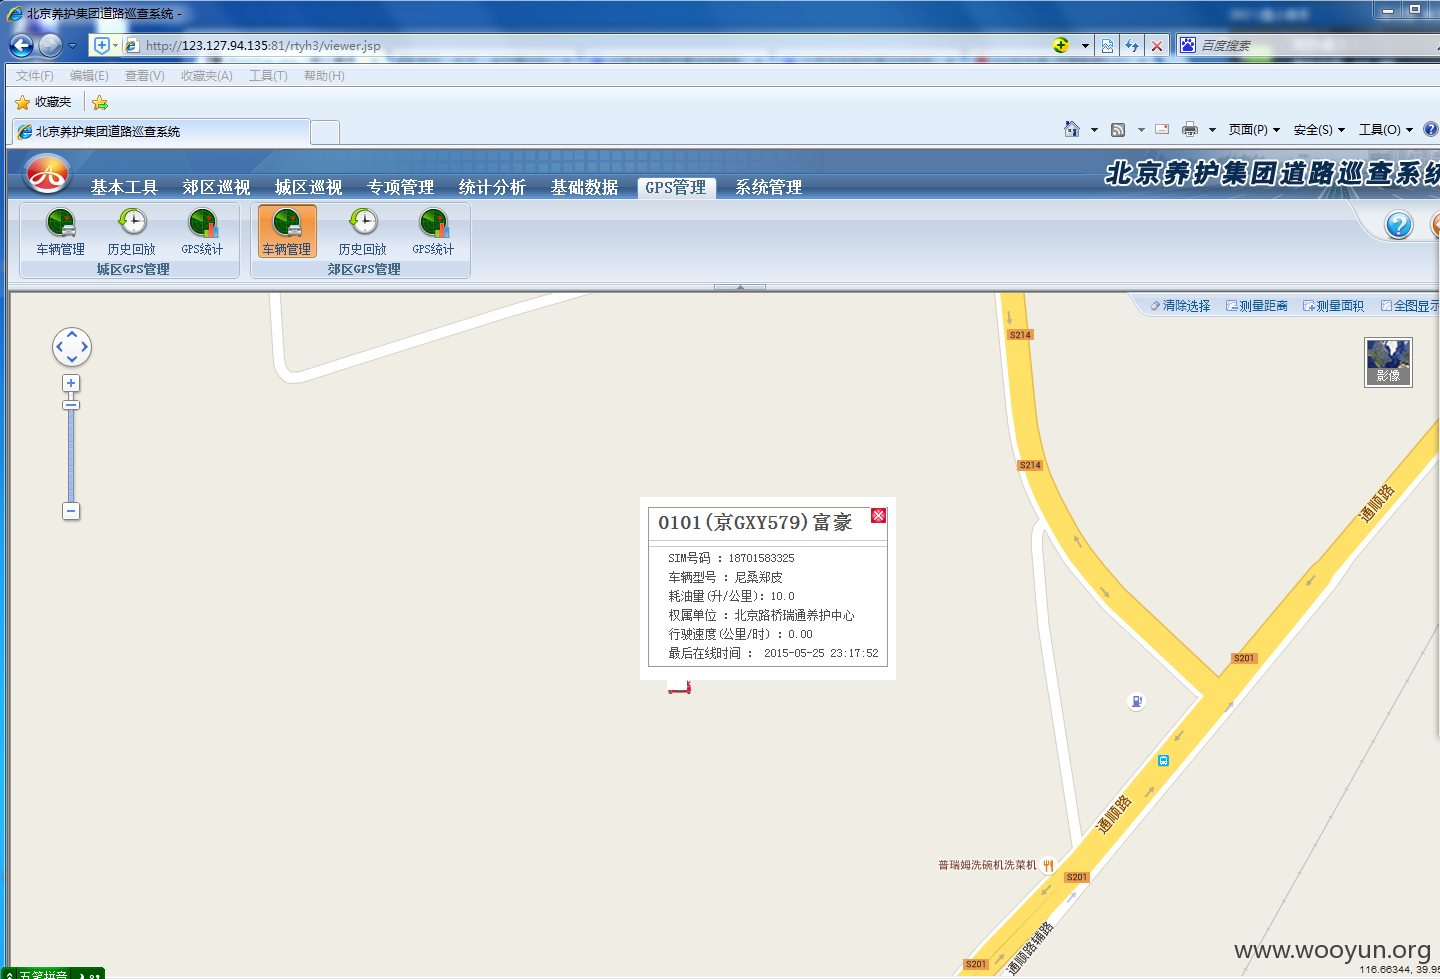 北京养护集团道路巡查系统 -
http://123.127.94.135:81/rtyh3/viewer.jsp
百度搜索
文件(F) 编辑(E) 查看(V) 收藏夹(A) 工具(T) 帮助(H)
收藏夹
北京养护集团道路巡查系统
页面(P) 安全(S) 工具(O)
北京养护集团道路巡查系统
基本工具 郊区巡视 城区巡视 专项管理 统计分析 基础数据 GPS管理 系统管理
车辆管理 历史回放 GPS统计 车辆管理 历史回放 GPS统计
城区GPS管理 郊区GPS管理
清除选择 测量距离 测量面积 全图显示
S214
影像
S214
通顺路
0101(京GXY579)富豪
SIM号码 : 18701583325
车辆型号 : 尼桑郑皮
耗油量(升/公里): 10.0
权属单位 : 北京路桥瑞通养护中心
行驶速度(公里/时) : 0.00
最后在线时间 : 2015-05-25 23:17:52
S201
通顺路
普瑞姆洗碗机洗菜机
S201
通顺路辅路
S201
www.wooyun.org
116.66344, 39.95
五笔拼音